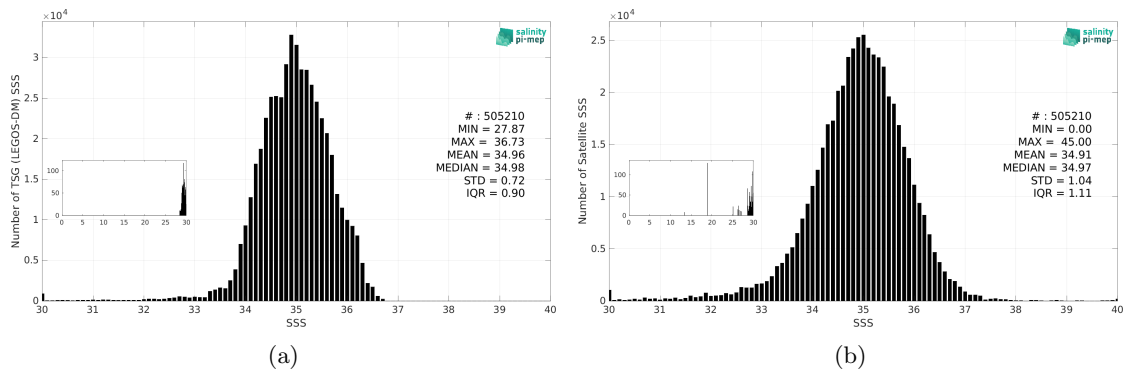 ×10⁴
3
2.5
2
1.5
1
0.5
0
Number of TSG (LEGOS-DM) SSS
salinity
pi-mep
# : 505210
MIN = 27.87
MAX = 36.73
MEAN = 34.96
MEDIAN = 34.98
STD = 0.72
IQR = 0.90
100
50
0
0 5 10 15 20 25 30
30 31 32 33 34 35 36 37 38 39 40
SSS
(a)
×10⁴
2.5
2
1.5
1
0.5
0
Number of Satellite SSS
salinity
pi-mep
# : 505210
MIN = 0.00
MAX = 45.00
MEAN = 34.91
MEDIAN = 34.97
STD = 1.04
IQR = 1.11
100
50
0
0 5 10 15 20 25 30
30 31 32 33 34 35 36 37 38 39 40
SSS
(b)